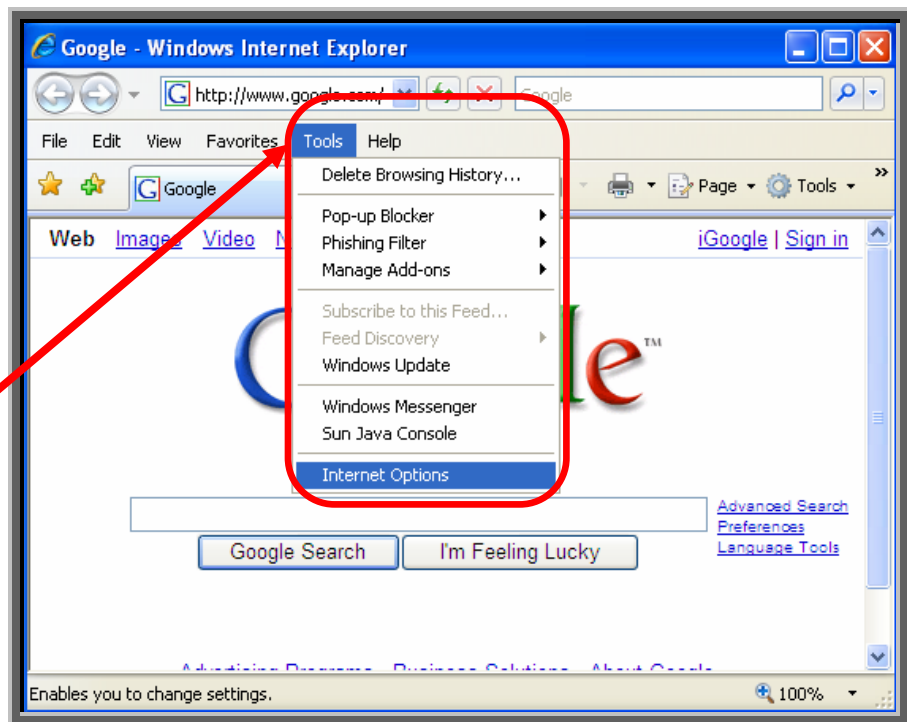 Google - Windows Internet Explorer
http://www.google.com/ Google
File Edit View Favorites Tools Help
Google Page Tools »
Delete Browsing History...
Pop-up Blocker
Phishing Filter
Manage Add-ons
Subscribe to this Feed...
Feed Discovery
Windows Update
Windows Messenger
Sun Java Console
Internet Options
Web Images Video iGoogle | Sign in
G le TM
Advanced Search
Preferences
Language Tools
Google Search I'm Feeling Lucky
Enables you to change settings. 100%